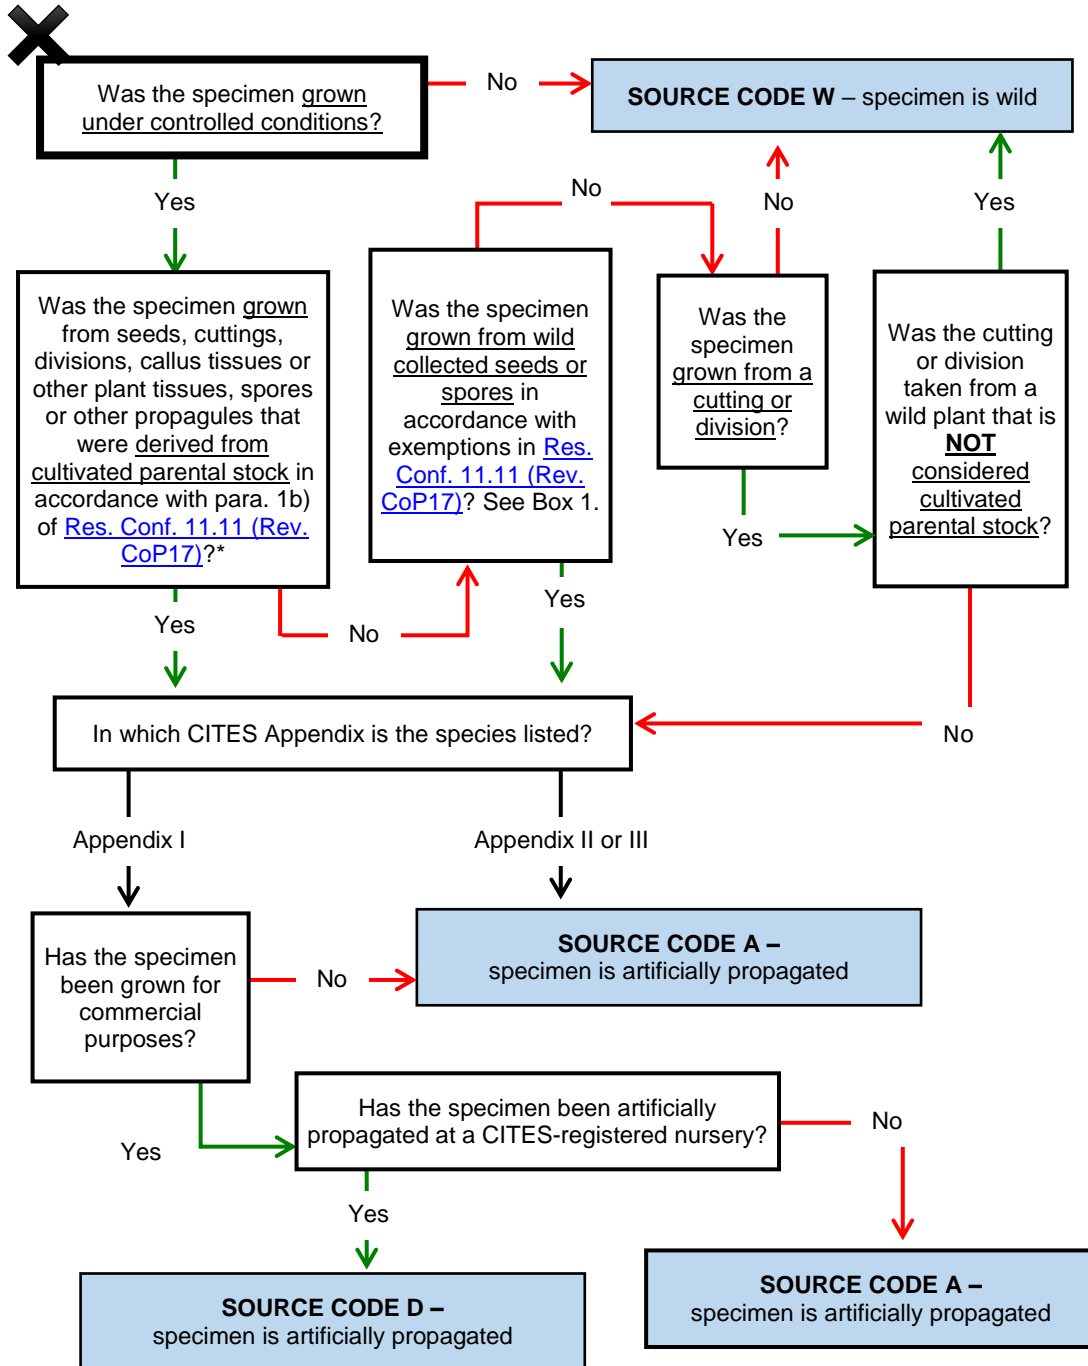 Was the specimen grown
under controlled conditions?
No
SOURCE CODE W – specimen is wild
Yes
No
No
Yes
Was the specimen grown
from seeds, cuttings,
divisions, callus tissues or
other plant tissues, spores
or other propagules that
were derived from
cultivated parental stock in
accordance with para. 1b)
of Res. Conf. 11.11 (Rev.
CoP17)?*
Was the specimen
grown from wild
collected seeds or
spores in
accordance with
exemptions in Res.
Conf. 11.11 (Rev.
CoP17)? See Box 1.
Was the
specimen
grown from a
cutting or
division?
Was the cutting
or division
taken from a
wild plant that is
NOT
considered
cultivated
parental stock?
Yes
Yes
No
Yes
No
In which CITES Appendix is the species listed?
Appendix I
Appendix II or III
Has the specimen
been grown for
commercial
purposes?
No
SOURCE CODE A –
specimen is artificially propagated
Yes
Has the specimen been artificially
propagated at a CITES-registered nursery?
No
Yes
SOURCE CODE D –
specimen is artificially propagated
SOURCE CODE A –
specimen is artificially propagated